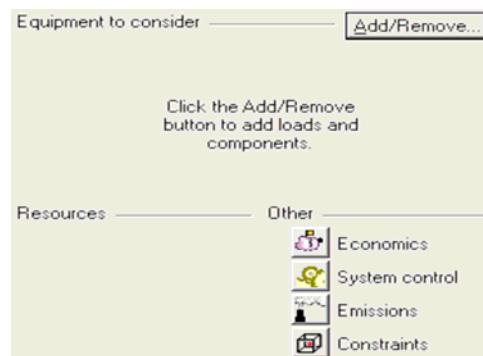 Equipment to consider Add/Remove...
Click the Add/Remove
button to add loads and
components.
Resources Other
Economics
System control
Emissions
Constraints